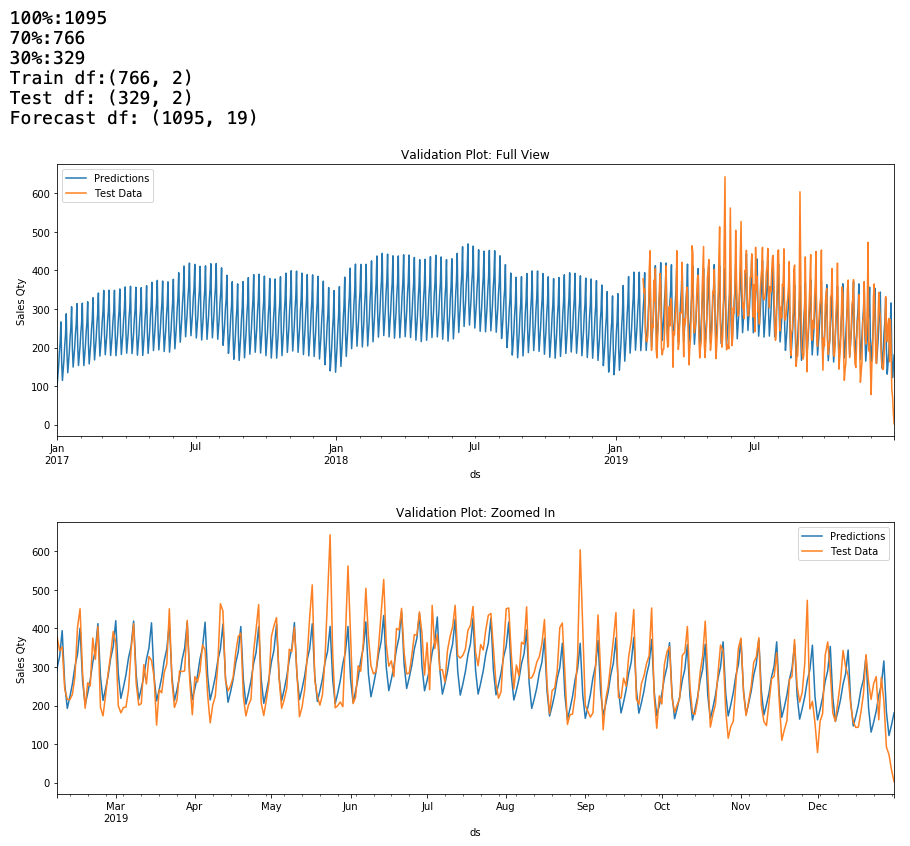 100%:1095
70%:766
30%:329
Train df:(766, 2)
Test df: (329, 2)
Forecast df: (1095, 19)
Validation Plot: Full View
Predictions
Test Data
600
500
400
300
200
100
0
Sales Qty
Jan
2017
Jul
Jan
2018
Jul
Jan
2019
Jul
ds
Validation Plot: Zoomed In
Predictions
Test Data
600
500
400
300
200
100
0
Sales Qty
Mar
2019
Apr
May
Jun
Jul
Aug
Sep
Oct
Nov
Dec
ds